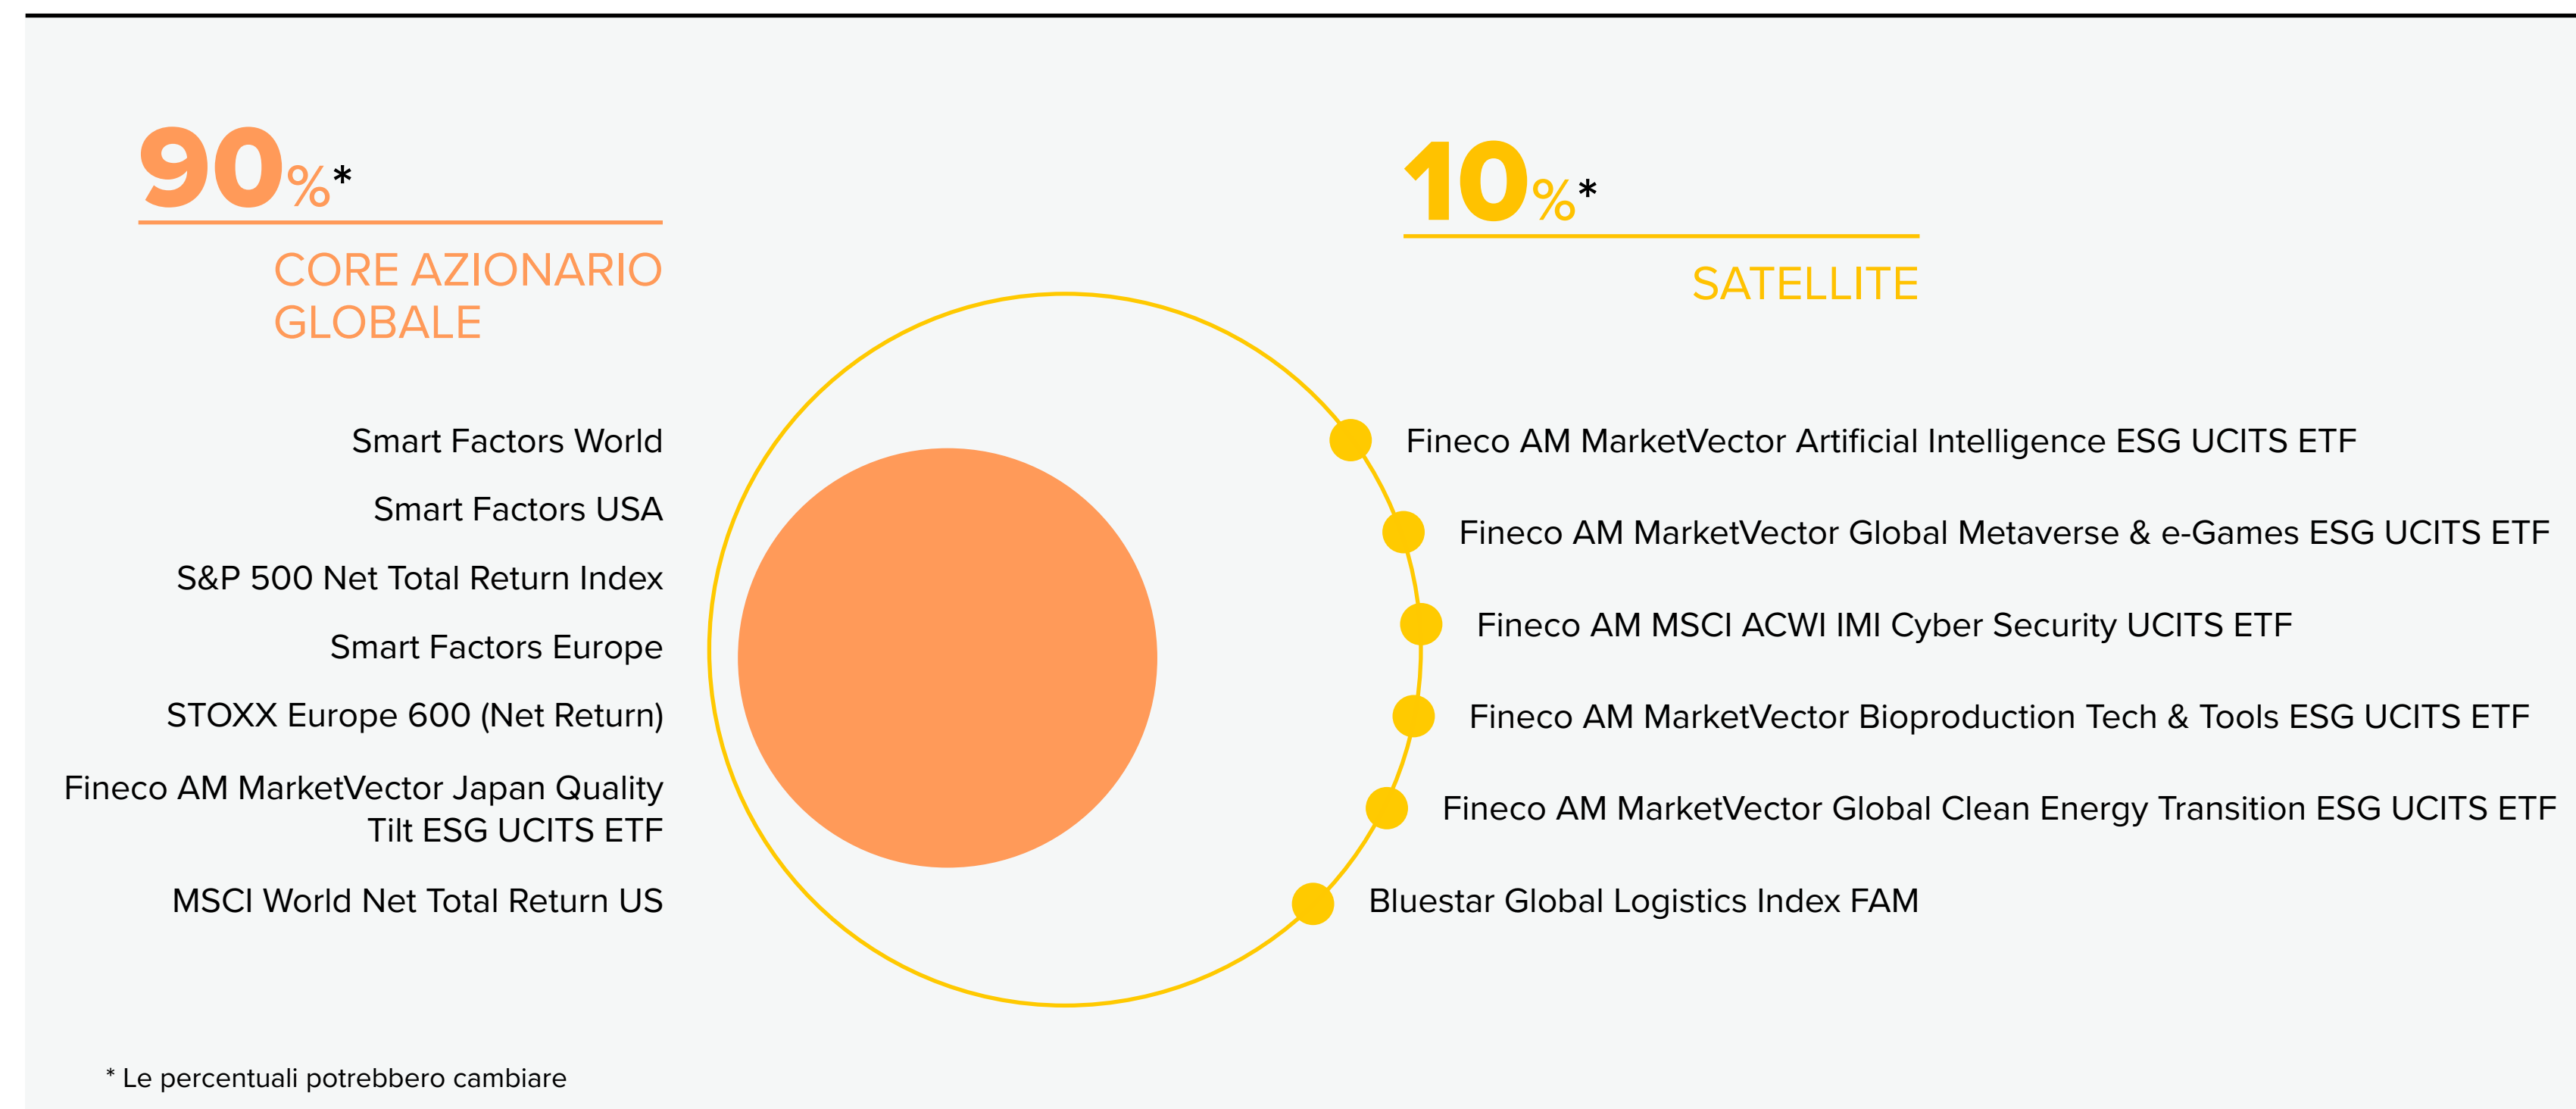 90%*
CORE AZIONARIO
GLOBALE
Smart Factors World
Smart Factors USA
S&P 500 Net Total Return Index
Smart Factors Europe
STOXX Europe 600 (Net Return)
Fineco AM MarketVector Japan Quality
Tilt ESG UCITS ETF
MSCI World Net Total Return US
10%*
SATELLITE
Fineco AM MarketVector Artificial Intelligence ESG UCITS ETF
Fineco AM MarketVector Global Metaverse & e-Games ESG UCITS ETF
Fineco AM MSCI ACWI IMI Cyber Security UCITS ETF
Fineco AM MarketVector Bioproduction Tech & Tools ESG UCITS ETF
Fineco AM MarketVector Global Clean Energy Transition ESG UCITS ETF
Bluestar Global Logistics Index FAM
* Le percentuali potrebbero cambiare